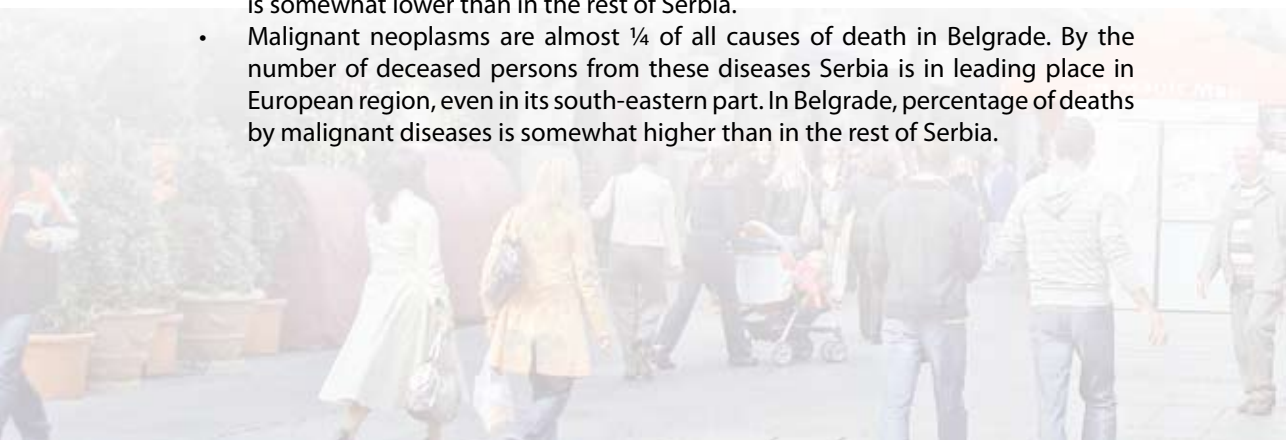 is somewhat lower than in the rest of Serbia.
• Malignant neoplasms are almost ¼ of all causes of death in Belgrade. By the
number of deceased persons from these diseases Serbia is in leading place in
European region, even in its south-eastern part. In Belgrade, percentage of deaths
by malignant diseases is somewhat higher than in the rest of Serbia.